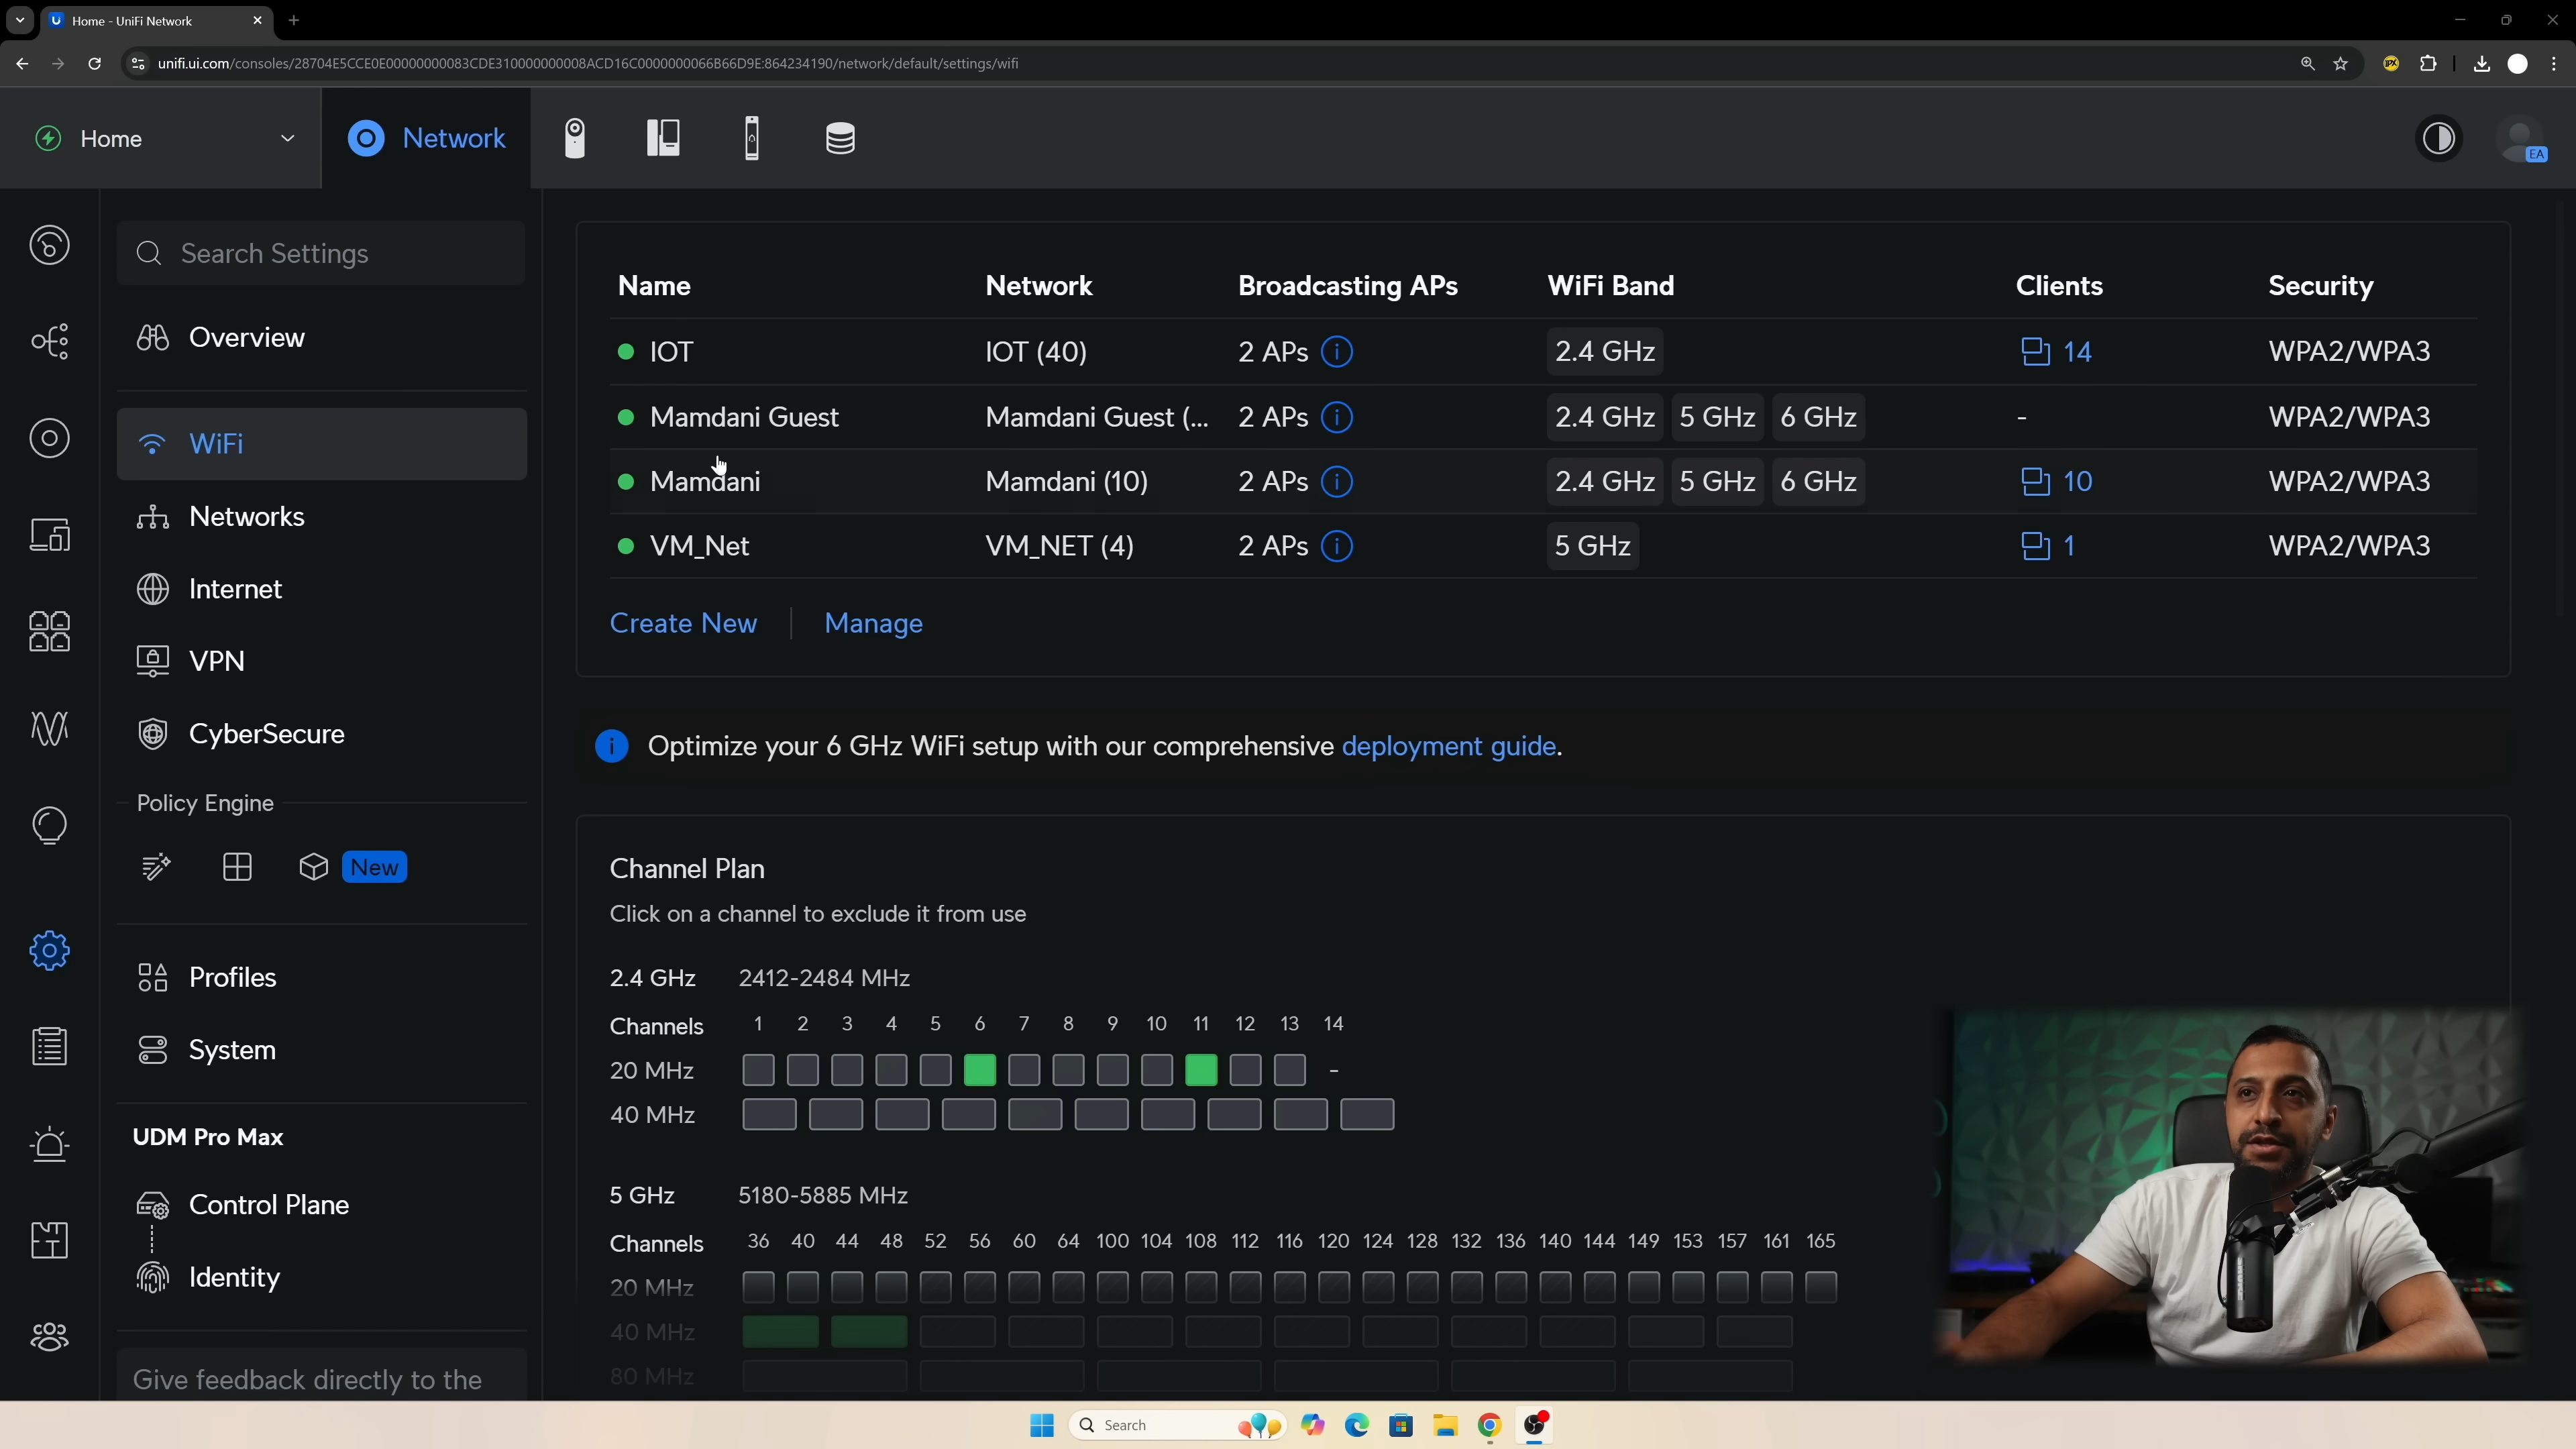 Home - UniFi Network
unifi.ui.com/consoles/28704E5CCE0E00000000083CDE310000000008ACD16C0000000066B66D9E:864234190/network/default/settings/wifi
Home
Network
EA
Search Settings
Overview
WiFi
Networks
Internet
VPN
CyberSecure
Policy Engine
New
Profiles
System
UDM Pro Max
Control Plane
Identity
Give feedback directly to the
Name Network Broadcasting APs WiFi Band Clients Security
IOT IOT (40) 2 APs 2.4 GHz 14 WPA2/WPA3
Mamdani Guest Mamdani Guest (... 2 APs 2.4 GHz 5 GHz 6 GHz - WPA2/WPA3
Mamdani Mamdani (10) 2 APs 2.4 GHz 5 GHz 6 GHz 10 WPA2/WPA3
VM_Net VM_NET (4) 2 APs 5 GHz 1 WPA2/WPA3
Create New Manage
Optimize your 6 GHz WiFi setup with our comprehensive deployment guide.
Channel Plan
Click on a channel to exclude it from use
2.4 GHz 2412-2484 MHz
Channels 1 2 3 4 5 6 7 8 9 10 11 12 13 14
20 MHz -
40 MHz
5 GHz 5180-5885 MHz
Channels 36 40 44 48 52 56 60 64 100 104 108 112 116 120 124 128 132 136 140 144 149 153 157 161 165
20 MHz
40 MHz
80 MHz
Search